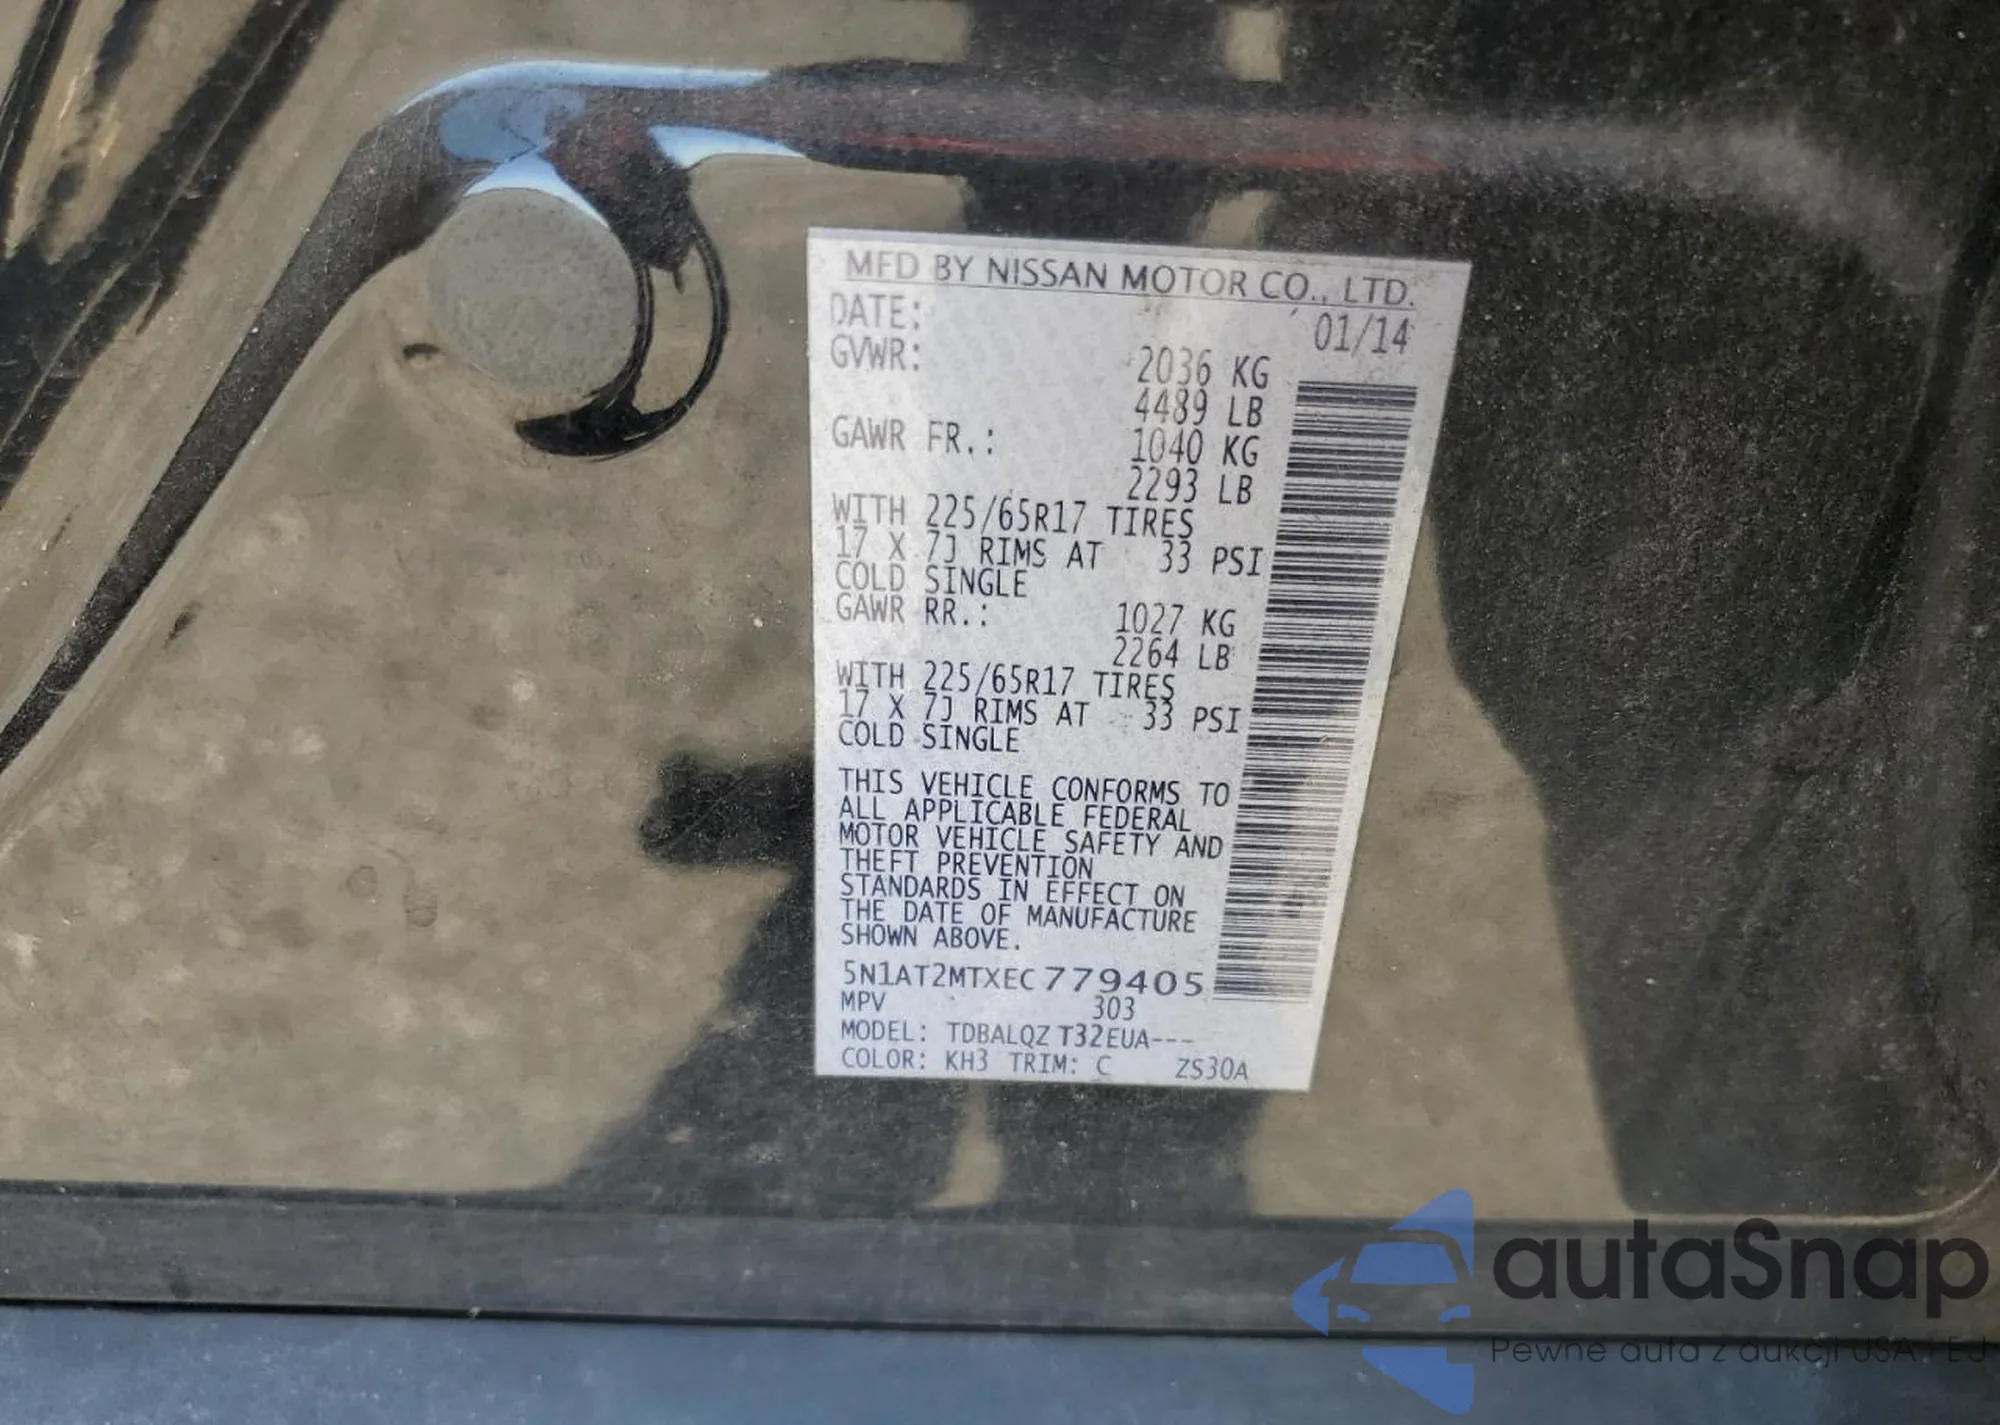 MFD BY NISSAN MOTOR CO., LTD.
DATE: 01/14
GVWR: 2036 KG
4489 LB
GAWR FR.: 1040 KG
2293 LB
WITH 225/65R17 TIRES
17 X 7J RIMS AT 33 PSI
COLD SINGLE
GAWR RR.: 1027 KG
2264 LB
WITH 225/65R17 TIRES
17 X 7J RIMS AT 33 PSI
COLD SINGLE
THIS VEHICLE CONFORMS TO
ALL APPLICABLE FEDERAL
MOTOR VEHICLE SAFETY AND
THEFT PREVENTION
STANDARDS IN EFFECT ON
THE DATE OF MANUFACTURE
SHOWN ABOVE.
5N1AT2MTXEC779405
MPV 303
MODEL: TDBALQZ T32EUA---
COLOR: KH3 TRIM: C ZS30A
autaSnap
Pewne auta z aukcji USA i EU